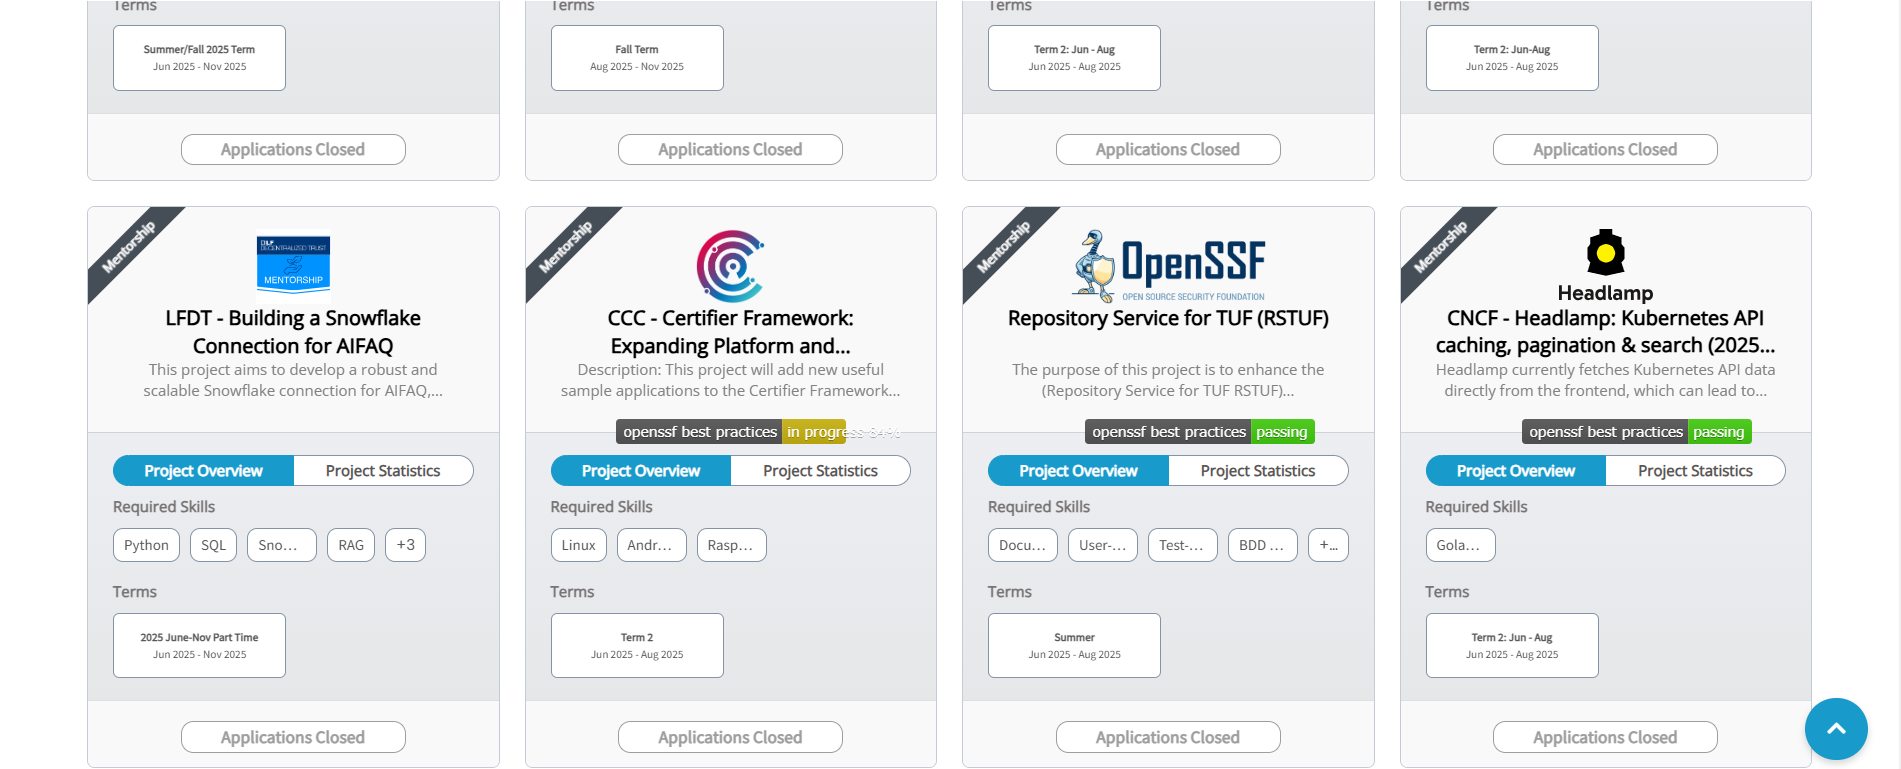 Terms
Summer/Fall 2025 Term
Jun 2025 - Nov 2025
Applications Closed
Terms
Fall Term
Aug 2025 - Nov 2025
Applications Closed
Terms
Term 2: Jun - Aug
Jun 2025 - Aug 2025
Applications Closed
Terms
Term 2: Jun-Aug
Jun 2025 - Aug 2025
Applications Closed
Mentorship
DLF
DECENTRALIZED TRUST
MENTORSHIP
LFDT - Building a Snowflake
Connection for AIFAQ
This project aims to develop a robust and
scalable Snowflake connection for AIFAQ,...
Project Overview
Project Statistics
Required Skills
Python
SQL
Sno...
RAG
+3
Terms
2025 June-Nov Part Time
Jun 2025 - Nov 2025
Applications Closed
Mentorship
CCC - Certifier Framework:
Expanding Platform and...
Description: This project will add new useful
sample applications to the Certifier Framework...
openssf best practices in progress 84%
Project Overview
Project Statistics
Required Skills
Linux
Andr...
Rasp...
Terms
Term 2
Jun 2025 - Aug 2025
Applications Closed
Mentorship
OpenSSF
OPEN SOURCE SECURITY FOUNDATION
Repository Service for TUF (RSTUF)
The purpose of this project is to enhance the
(Repository Service for TUF RSTUF)...
openssf best practices passing
Project Overview
Project Statistics
Required Skills
Docu...
User-...
Test-...
BDD ...
+...
Terms
Summer
Jun 2025 - Aug 2025
Applications Closed
Mentorship
Headlamp
CNCF - Headlamp: Kubernetes API
caching, pagination & search (2025...
Headlamp currently fetches Kubernetes API data
directly from the frontend, which can lead to...
openssf best practices passing
Project Overview
Project Statistics
Required Skills
Gola...
Terms
Term 2: Jun - Aug
Jun 2025 - Aug 2025
Applications Closed